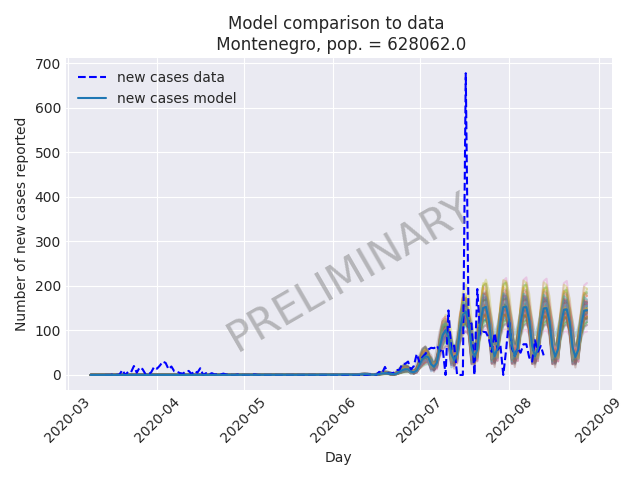 Model comparison to data
Montenegro, pop. = 628062.0
700
600
500
400
300
200
100
0
Number of new cases reported
new cases data
new cases model
PRELIMINARY
2020-03
2020-04
2020-05
2020-06
2020-07
2020-08
2020-09
Day